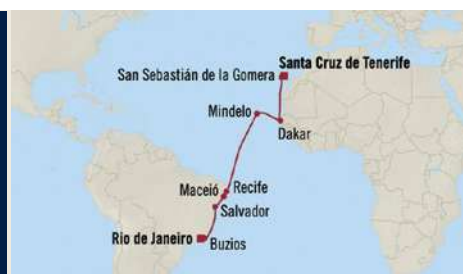 Santa Cruz de Tenerife
San Sebastián de la Gomera
Mindelo
Dakar
Maceió
Recife
Salvador
Rio de Janeiro
Buzios